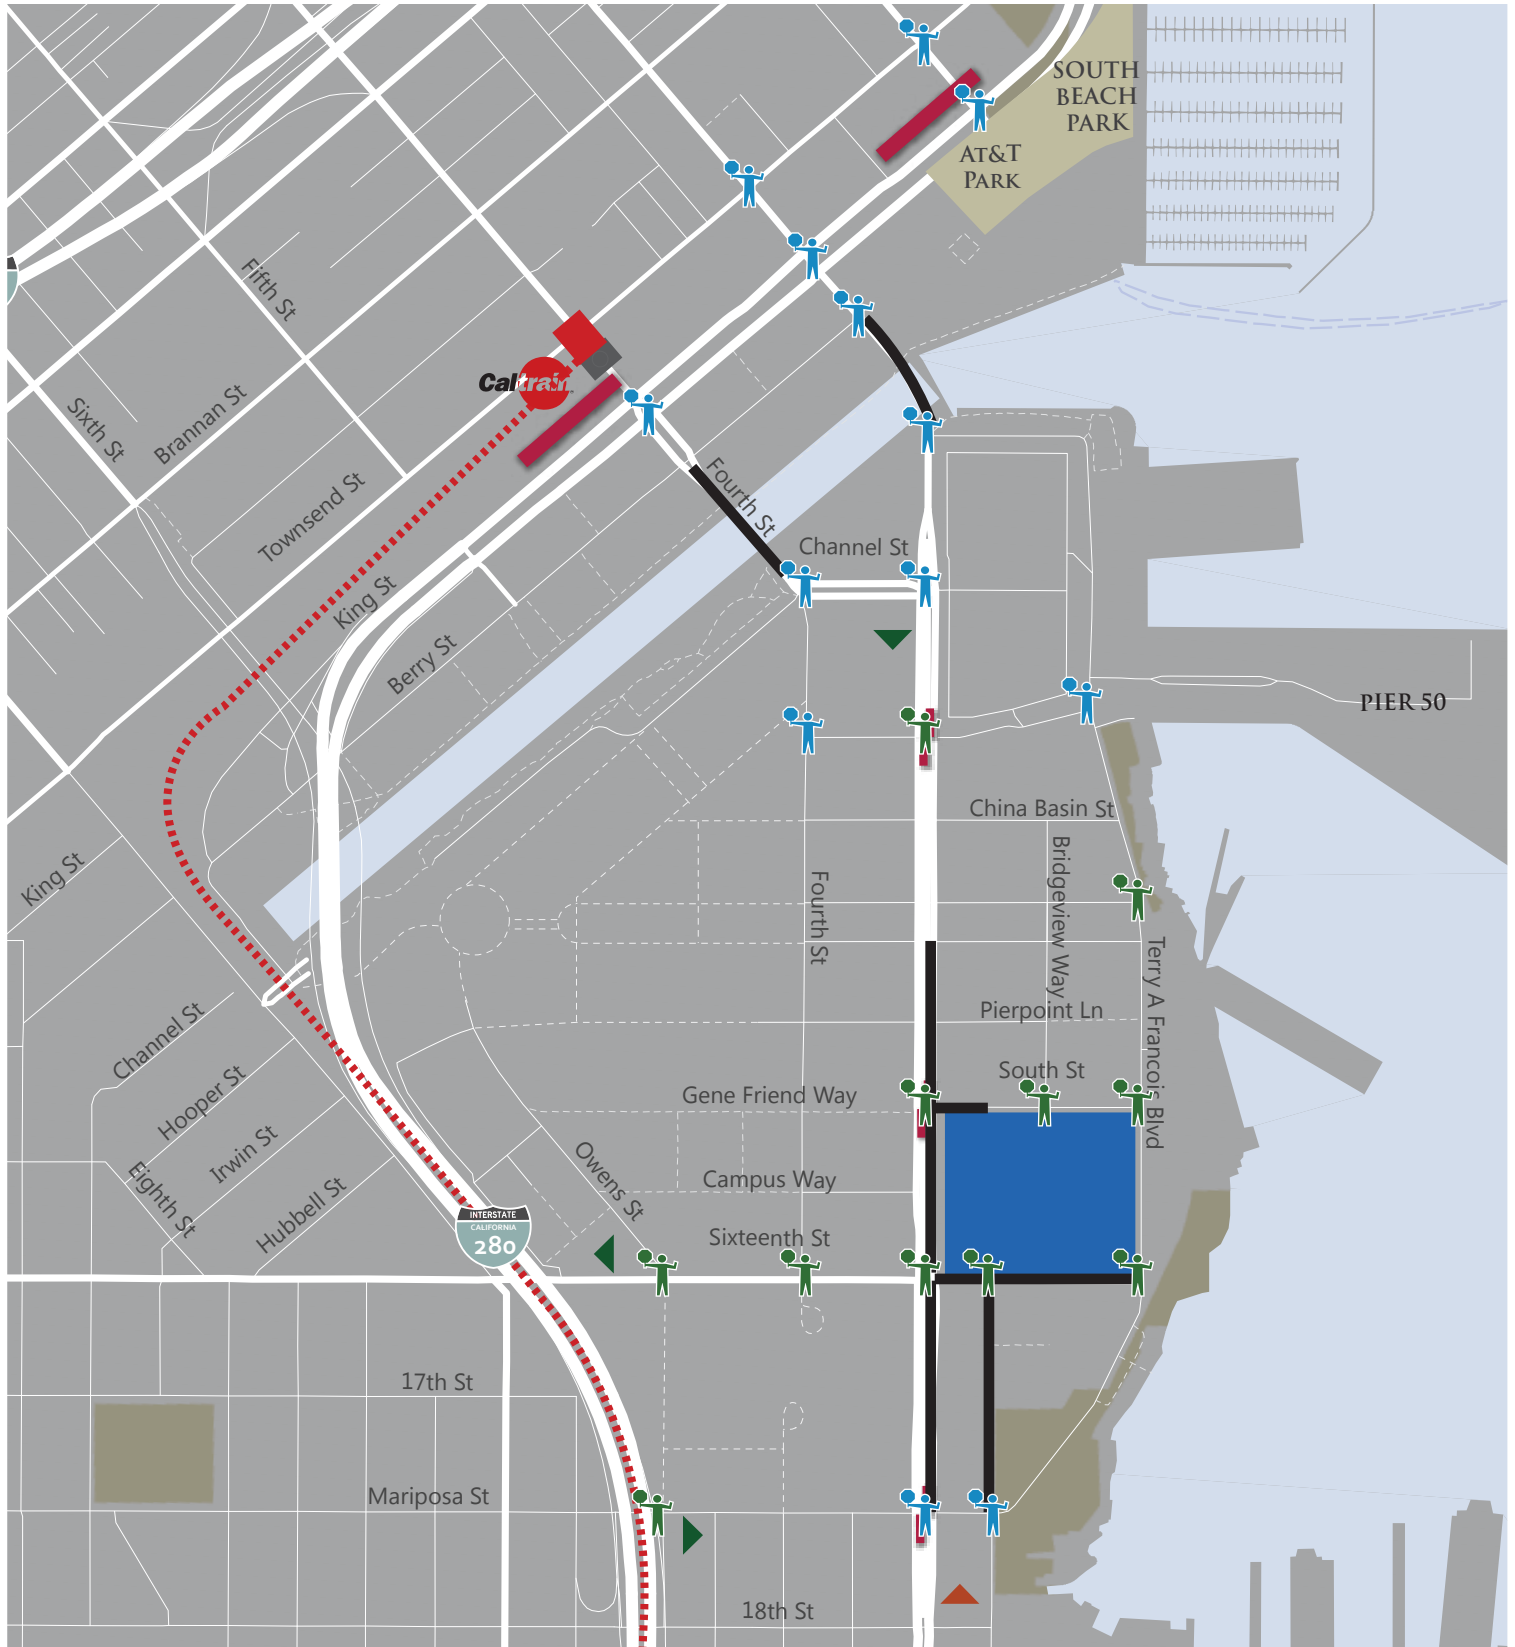 SOUTH
BEACH
PARK
AT&T
PARK
Fifth St
Caltrain
Sixth St
Brannan St
Townsend St
Fourth St
Channel St
King St
Berry St
PIER 50
China Basin St
King St
Fourth St
Bridgeview Way
Terry A Francois Blvd
Pierpoint Ln
Channel St
South St
Gene Friend Way
Hooper St
Irwin St
Owens St
Campus Way
Eighth St
Hubbell St
INTERSTATE
CALIFORNIA
280
Sixteenth St
17th St
Mariposa St
18th St